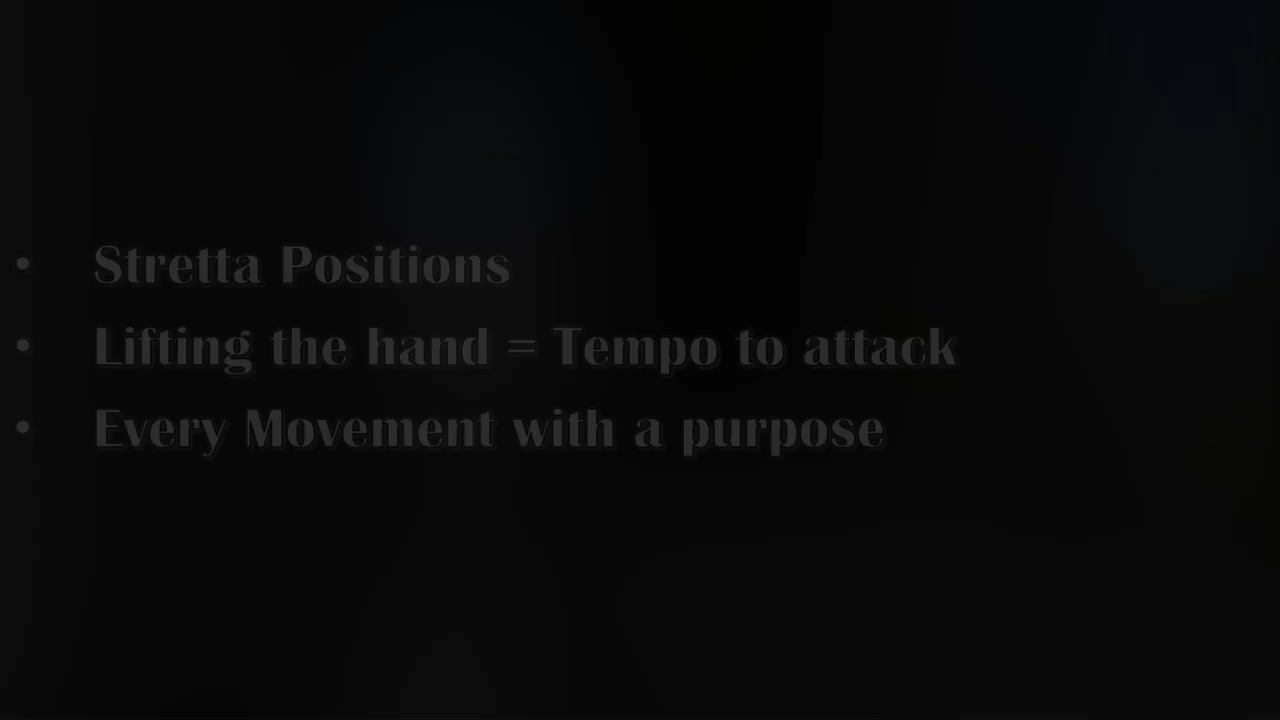 • Stretta Positions
• Lifting the hand = Tempo to attack
• Every Movement with a purpose